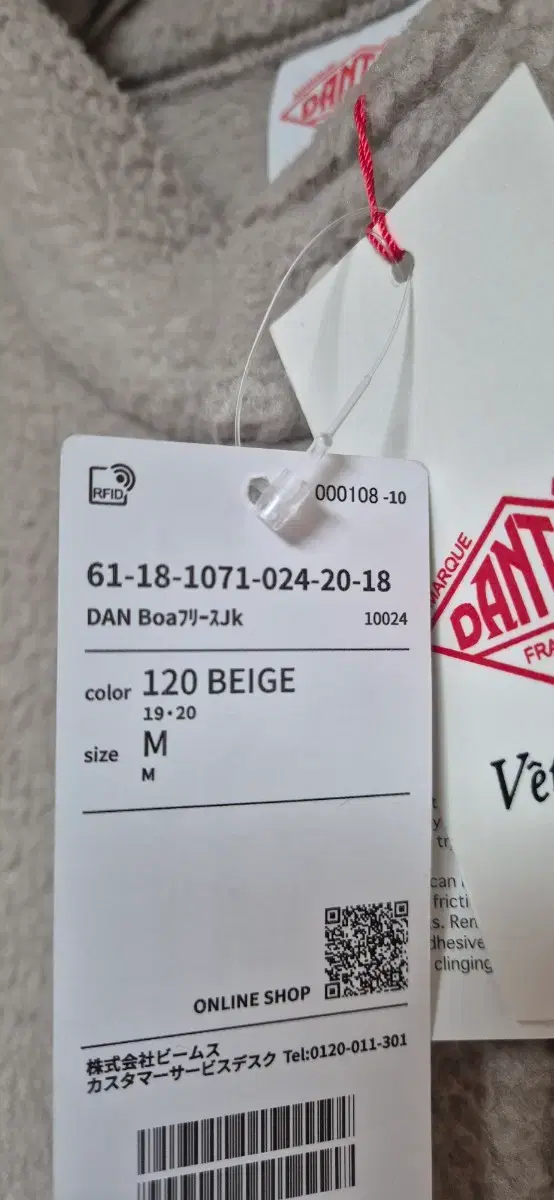 DANT
RFID
000108 -10
61-18-1071-024-20-18
DAN BoaフリースJk
10024
color 120 BEIGE
19・20
size M
M
ONLINE SHOP
株式会社ビームス
カスタマーサービスデスク Tel:0120-011-301
MARQUE
DANT
FRA
Vêt
can
fricti
s. Ren
dhesive
clinging